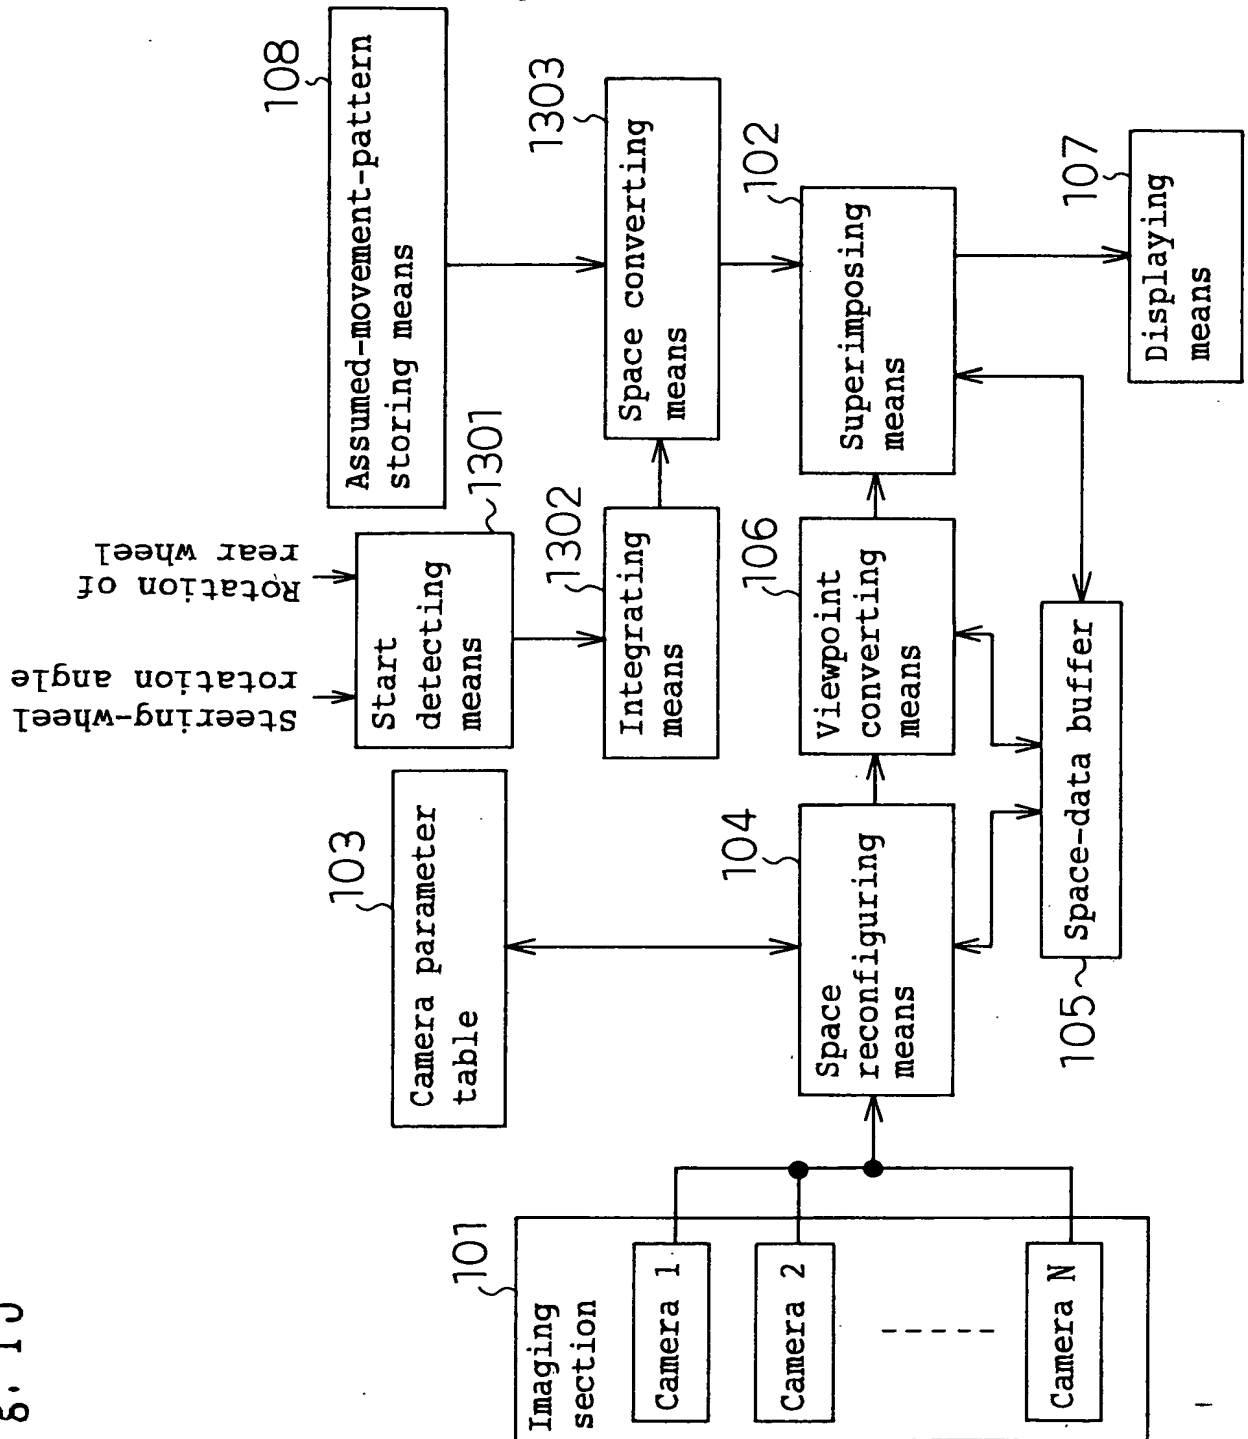 108
Assumed-movement-pattern
storing means
Steering-wheel
rotation angle
Rotation of
rear wheel
Start
detecting
means
1301
103
Camera parameter
table
Integrating
means
1302
Space converting
means
1303
101
Imaging
section
Camera 1
Camera 2
Camera N
Space
reconfiguring
means
104
Viewpoint
converting
means
106
Superimposing
means
102
105
Space-data buffer
Displaying
means
107